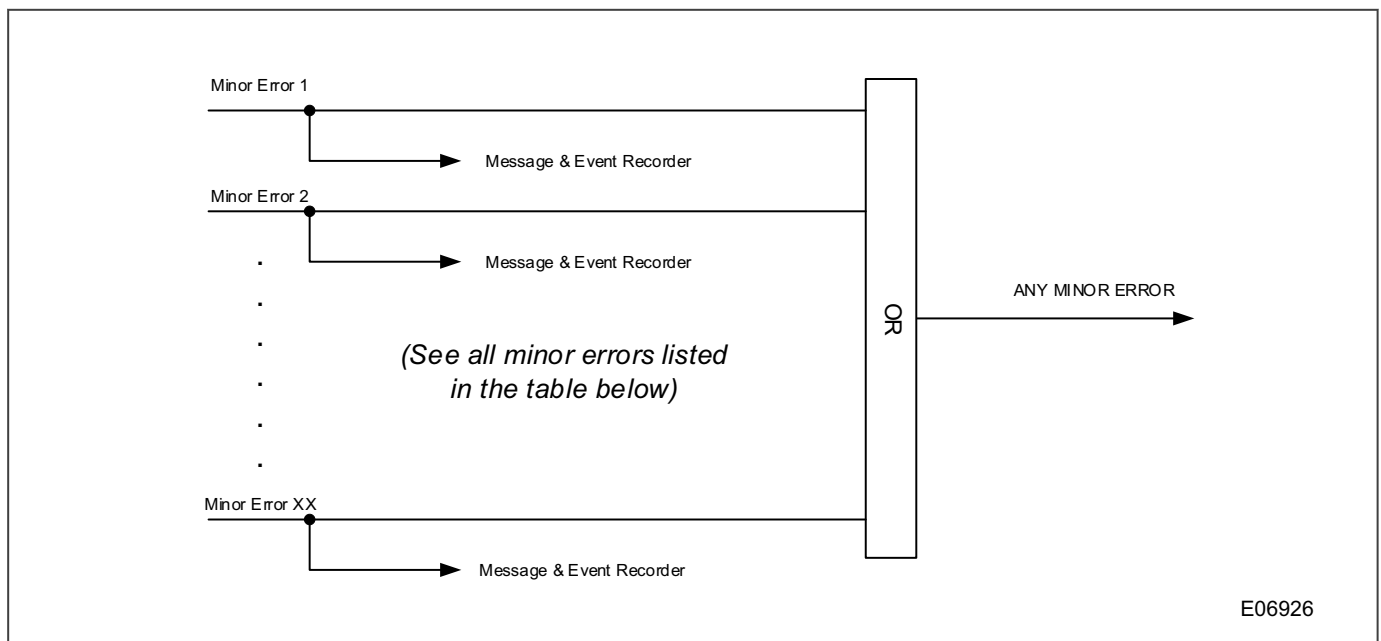 Minor Error 1
Message & Event Recorder
Minor Error 2
Message & Event Recorder
ANY MINOR ERROR
OR
(See all minor errors listed
in the table below)
Minor Error XX
Message & Event Recorder
E06926